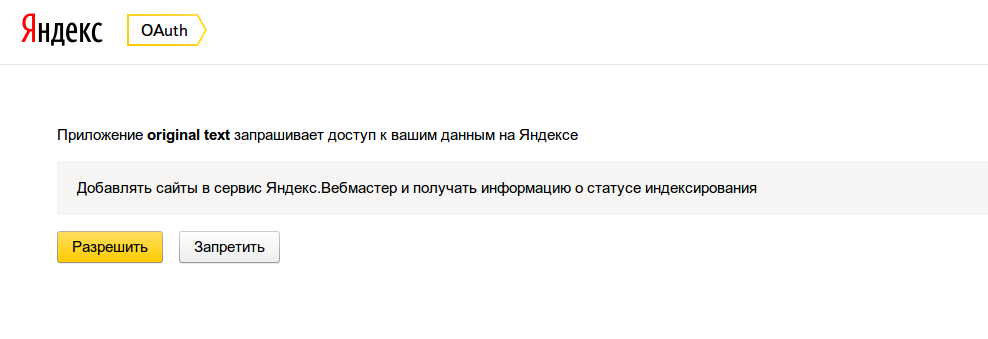 Яндекс OAuth
Приложение original text запрашивает доступ к вашим данным на Яндексе
Добавлять сайты в сервис Яндекс.Вебмастер и получать информацию о статусе индексирования
Разрешить Запретить